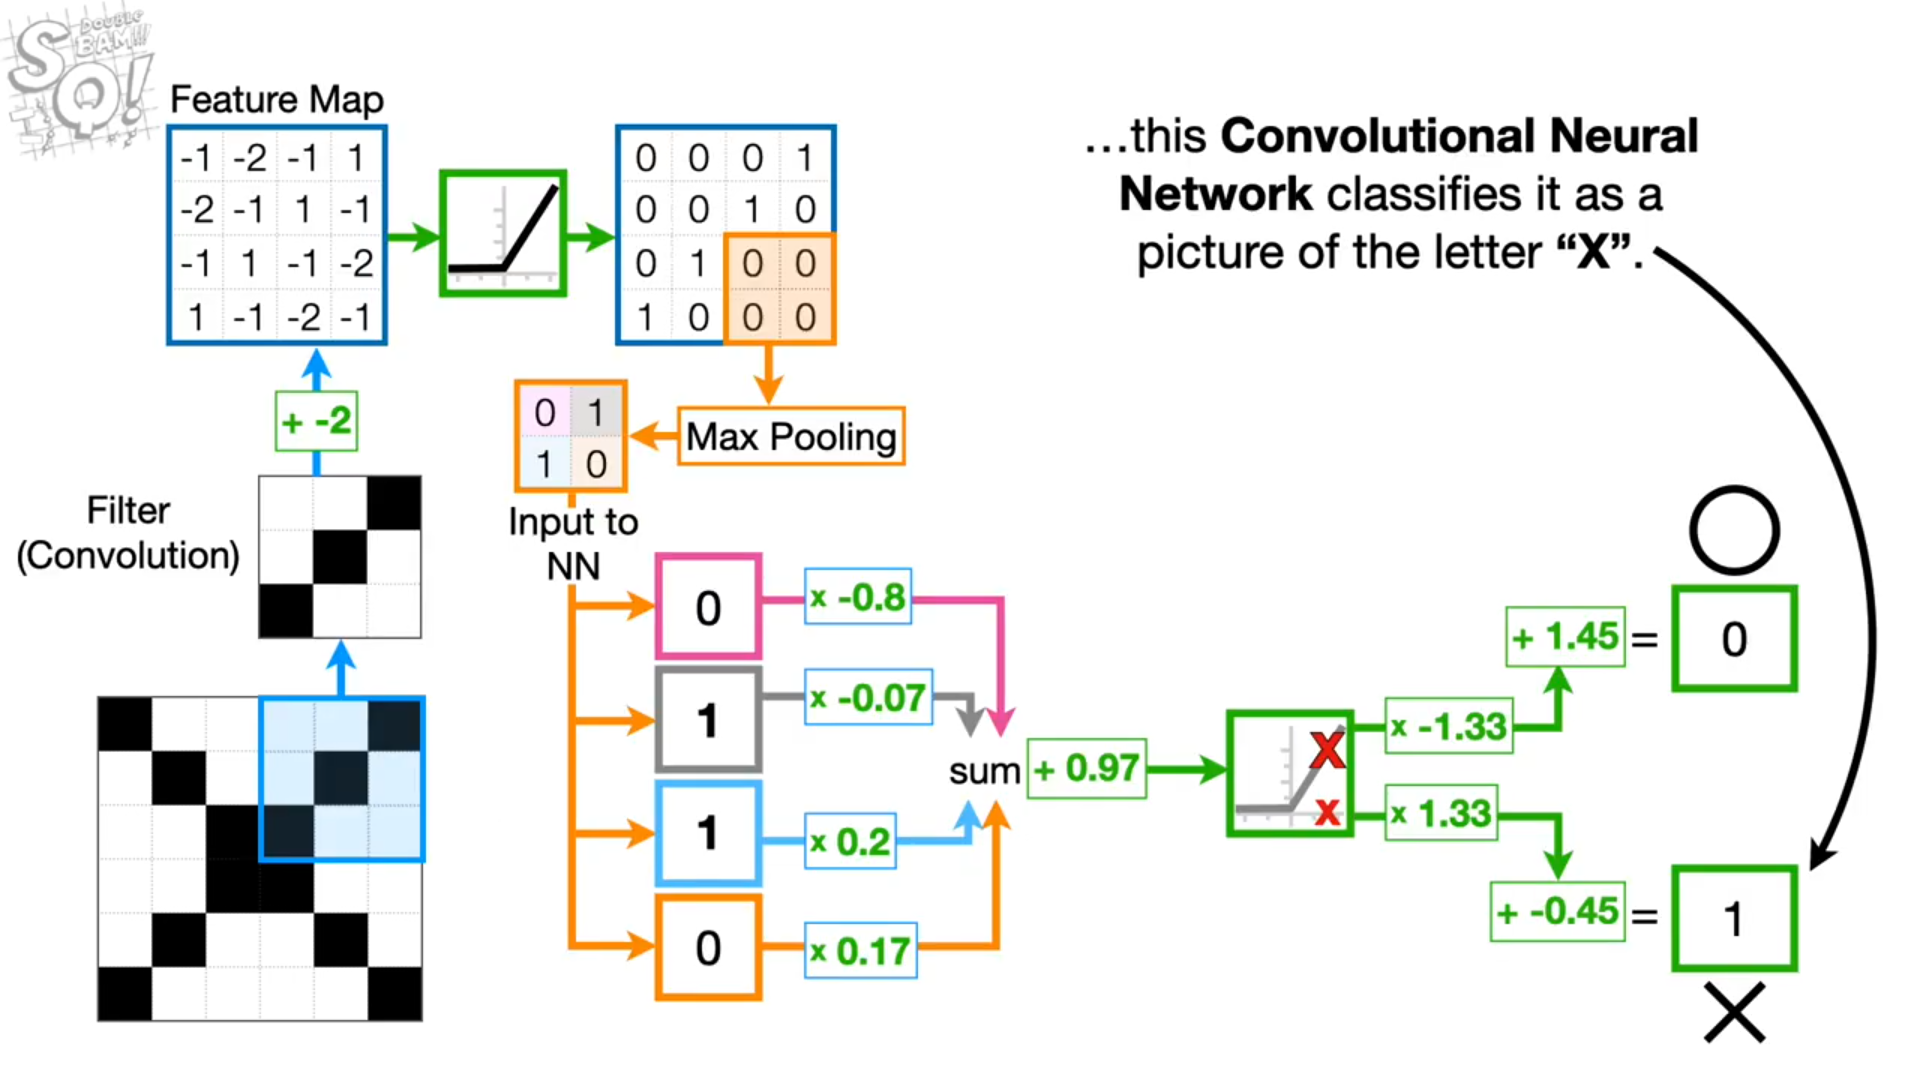 DOUBLE
BAM!!!
SQ!
Feature Map
-1 -2 -1 1
-2 -1 1 -1
-1 1 -1 -2
1 -1 -2 -1
0 0 0 1
0 0 1 0
0 1 0 0
1 0 0 0
…this Convolutional Neural
Network classifies it as a
picture of the letter “X”.
+ -2
Max Pooling
0 1
1 0
Filter
(Convolution)
Input to
NN
0
x -0.8
1
x -0.07
1
x 0.2
0
x 0.17
sum
+ 0.97
x -1.33
+ 1.45 =
0
x 1.33
+ -0.45 =
1